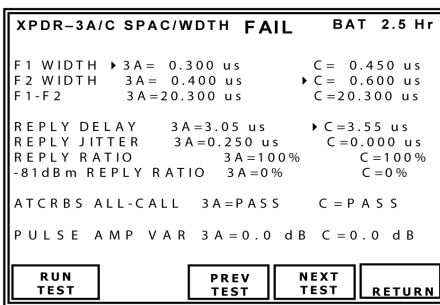 XPDR–3A/C SPAC/WDTH FAIL BAT 2.5 Hr
F1 WIDTH ▸ 3A= 0.300 us C= 0.450 us
F2 WIDTH 3A= 0.400 us ▸ C= 0.600 us
F1-F2 3A=20.300 us C=20.300 us
REPLY DELAY 3A=3.05 us ▸ C=3.55 us
REPLY JITTER 3A=0.250 us C=0.000 us
REPLY RATIO 3A=100% C=100%
-81dBm REPLY RATIO 3A=0% C=0%
ATCRBS ALL-CALL 3A=PASS C=PASS
PULSE AMP VAR 3A=0.0 dB C=0.0 dB
RUN TEST PREV TEST NEXT TEST RETURN